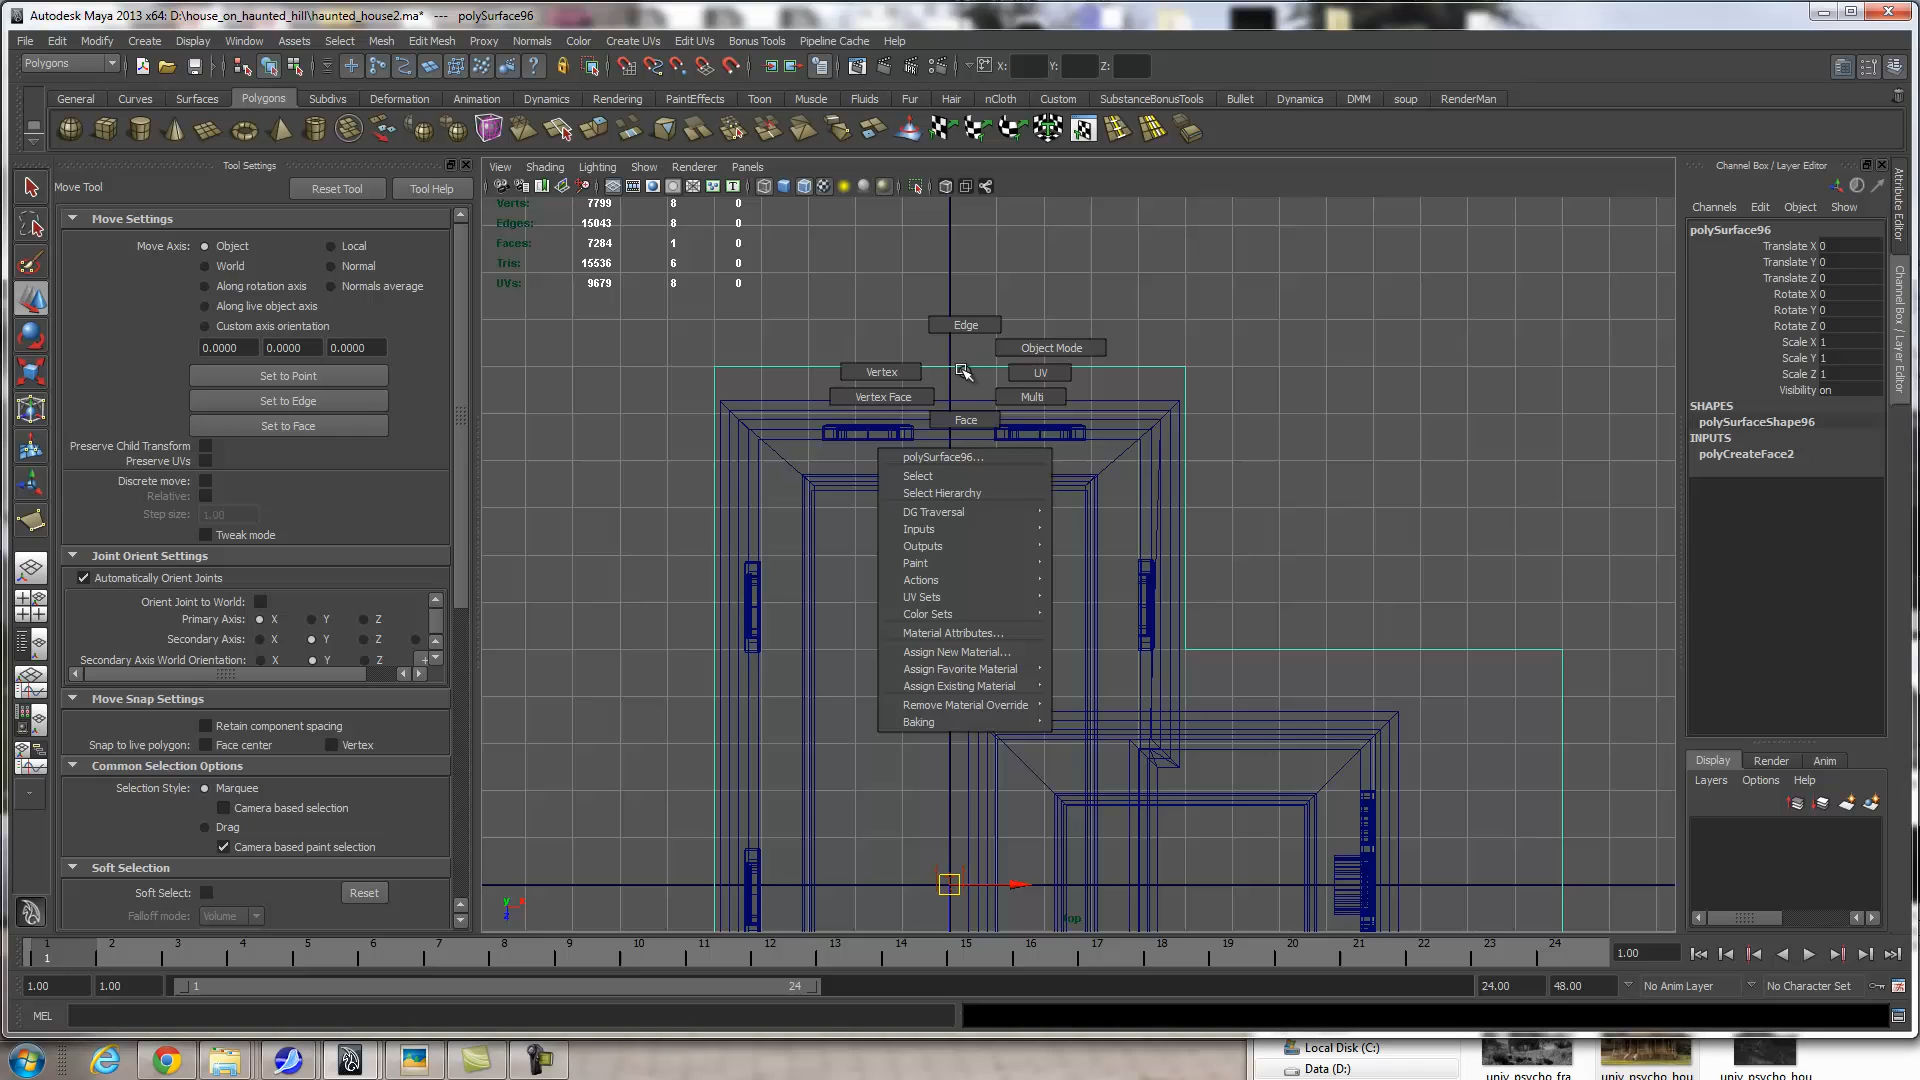 Autodesk Maya 2013 x64: D:\house_on_haunted_hill\haunted_house2.ma* --- polySurface96
File Edit Modify Create Display Window Assets Select Mesh Edit Mesh Proxy Normals Color Create UVs Edit UVs Bonus Tools Pipeline Cache Help
Polygons X: Y: Z:
General Curves Surfaces Polygons Subdivs Deformation Animation Dynamics Rendering PaintEffects Toon Muscle Fluids Fur Hair nCloth Custom SubstanceBonusTools Bullet Dynamica DMM soup RenderMan
Tool Settings
Move Tool Reset Tool Tool Help
Move Settings
Move Axis: Object Local
World Normal
Along rotation axis Normals average
Along live object axis
Custom axis orientation
0.0000 0.0000 0.0000
Set to Point
Set to Edge
Set to Face
Preserve Child Transform
Preserve UVs
Discrete move:
Relative:
Step size: 1.00
Tweak mode
Joint Orient Settings
Automatically Orient Joints
Orient Joint to World:
Primary Axis: X Y Z
Secondary Axis: X Y Z
Secondary Axis World Orientation: X Y Z +
Move Snap Settings
Retain component spacing
Snap to live polygon: Face center Vertex
Common Selection Options
Selection Style: Marquee
Camera based selection
Drag
Camera based paint selection
Soft Selection
Soft Select: Reset
Falloff mode: Volume
View Shading Lighting Show Renderer Panels
Verts: 7799 8 0
Edges: 15043 8 0
Faces: 7284 1 0
Tris: 15536 6 0
UVs: 9679 8 0
Edge
Object Mode
Vertex UV
Vertex Face Multi
Face
polySurface96...
Select
Select Hierarchy
DG Traversal
Inputs
Outputs
Paint
Actions
UV Sets
Color Sets
Material Attributes...
Assign New Material...
Assign Favorite Material
Assign Existing Material
Remove Material Override
Baking
y x
z
top
Channel Box / Layer Editor
Channels Edit Object Show
polySurface96
Translate X 0
Translate Y 0
Translate Z 0
Rotate X 0
Rotate Y 0
Rotate Z 0
Scale X 1
Scale Y 1
Scale Z 1
Visibility on
SHAPES
polySurfaceShape96
INPUTS
polyCreateFace2
Attribute Editor
Channel Box / Layer Editor
Display Render Anim
Layers Options Help
1 2 3 4 5 6 7 8 9 10 11 12 13 14 15 16 17 18 19 20 21 22 23 24
1 1.00
1.00 1.00 1 24 24.00 48.00 No Anim Layer No Character Set
MEL
Local Disk (C:)
Data (D:)
univ_psycho_fra univ_psycho_hou univ_psycho_hou